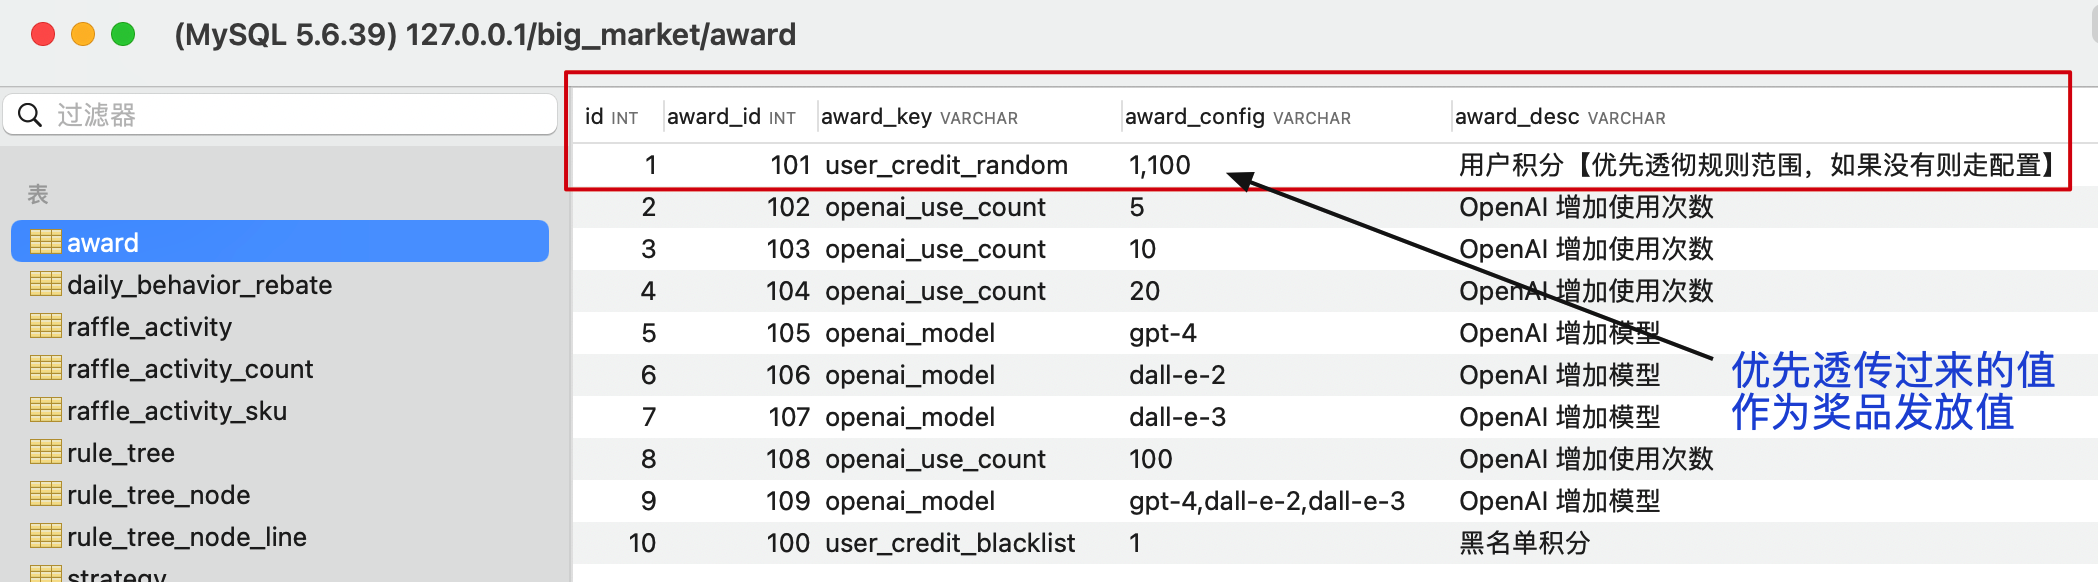 (MySQL 5.6.39) 127.0.0.1/big_market/award
过滤器
表
award
daily_behavior_rebate
raffle_activity
raffle_activity_count
raffle_activity_sku
rule_tree
rule_tree_node
rule_tree_node_line
strategy
id INT award_id INT award_key VARCHAR award_config VARCHAR award_desc VARCHAR
1 101 user_credit_random 1,100 用户积分【优先透彻规则范围，如果没有则走配置】
2 102 openai_use_count 5 OpenAI 增加使用次数
3 103 openai_use_count 10 OpenAI 增加使用次数
4 104 openai_use_count 20 OpenAI 增加使用次数
5 105 openai_model gpt-4 OpenAI 增加模型
6 106 openai_model dall-e-2 OpenAI 增加模型
7 107 openai_model dall-e-3 OpenAI 增加模型
8 108 openai_use_count 100 OpenAI 增加使用次数
9 109 openai_model gpt-4,dall-e-2,dall-e-3 OpenAI 增加模型
10 100 user_credit_blacklist 1 黑名单积分
优先透传过来的值
作为奖品发放值